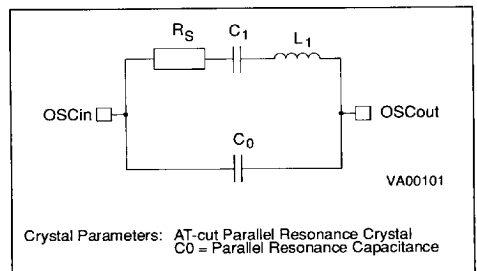 RS C1 L1
OSCin OSCout
C0
VA00101
Crystal Parameters: AT-cut Parallel Resonance Crystal
C0 = Parallel Resonance Capacitance